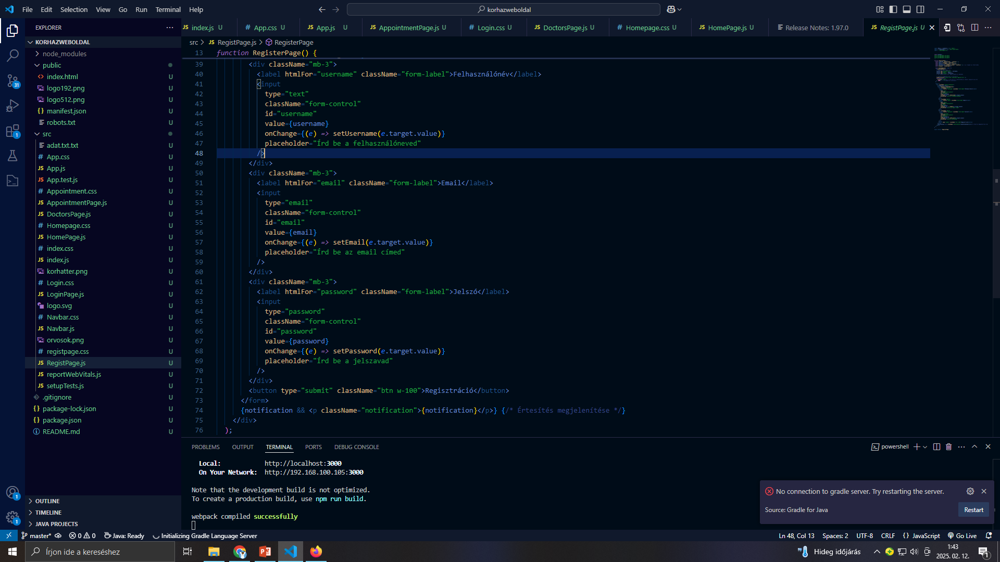 File Edit Selection View Go Run Terminal Help
korhazweboldal
EXPLORER
KORHAZWEBOLDAL
node_modules
public
index.html U
logo192.png U
logo512.png U
manifest.json U
robots.txt U
src
adat.txt.txt U
App.css U
App.js U
App.test.js U
Appointment.css U
AppointmentPage.js U
DoctorsPage.js U
Homepage.css U
HomePage.js U
index.css U
index.js U
korhatter.png U
Login.css U
LoginPage.js U
logo.svg U
Navbar.css U
Navbar.js U
orvosok.png U
registpage.css U
RegistPage.js U
reportWebVitals.js U
setupTests.js U
.gitignore U
package-lock.json U
package.json U
README.md U
OUTLINE
TIMELINE
JAVA PROJECTS
index.js U App.css U App.js U AppointmentPage.js U Login.css U DoctorsPage.js U Homepage.css U HomePage.js U Release Notes: 1.97.0 RegistPage.js U
src > JS RegistPage.js > RegisterPage
13 function RegisterPage() {
39 <div className="mb-3">
40 <label htmlFor="username" className="form-label">Felhasználónév</label>
41 <input
42 type="text"
43 className="form-control"
44 id="username"
45 value={username}
46 onChange={(e) => setUsername(e.target.value)}
47 placeholder="Írd be a felhasználóneved"
48 />
49 </div>
50 <div className="mb-3">
51 <label htmlFor="email" className="form-label">Email</label>
52 <input
53 type="email"
54 className="form-control"
55 id="email"
56 value={email}
57 onChange={(e) => setEmail(e.target.value)}
58 placeholder="Írd be az email címed"
59 />
60 </div>
61 <div className="mb-3">
62 <label htmlFor="password" className="form-label">Jelszó</label>
63 <input
64 type="password"
65 className="form-control"
66 id="password"
67 value={password}
68 onChange={(e) => setPassword(e.target.value)}
69 placeholder="Írd be a jelszavad"
70 />
71 </div>
72 <button type="submit" className="btn w-100">Regisztráció</button>
73 </form>
74 {notification && <p className="notification">{notification}</p>} {/* Értesítés megjelenítése */}
75 </div>
76 );
PROBLEMS OUTPUT TERMINAL PORTS DEBUG CONSOLE
powershell
Local: http://localhost:3000
On Your Network: http://192.168.100.105:3000
Note that the development build is not optimized.
To create a production build, use npm run build.
webpack compiled successfully
No connection to gradle server. Try restarting the server.
Source: Gradle for Java
Restart
31
1
1
1
master* 0 0 Java: Ready Initializing Gradle Language Server
Ln 48, Col 13 Spaces: 2 UTF-8 CRLF {} JavaScript Go Live
Írjon ide a kereséshez
Hideg időjárás
1:43
2025. 02. 12.
1